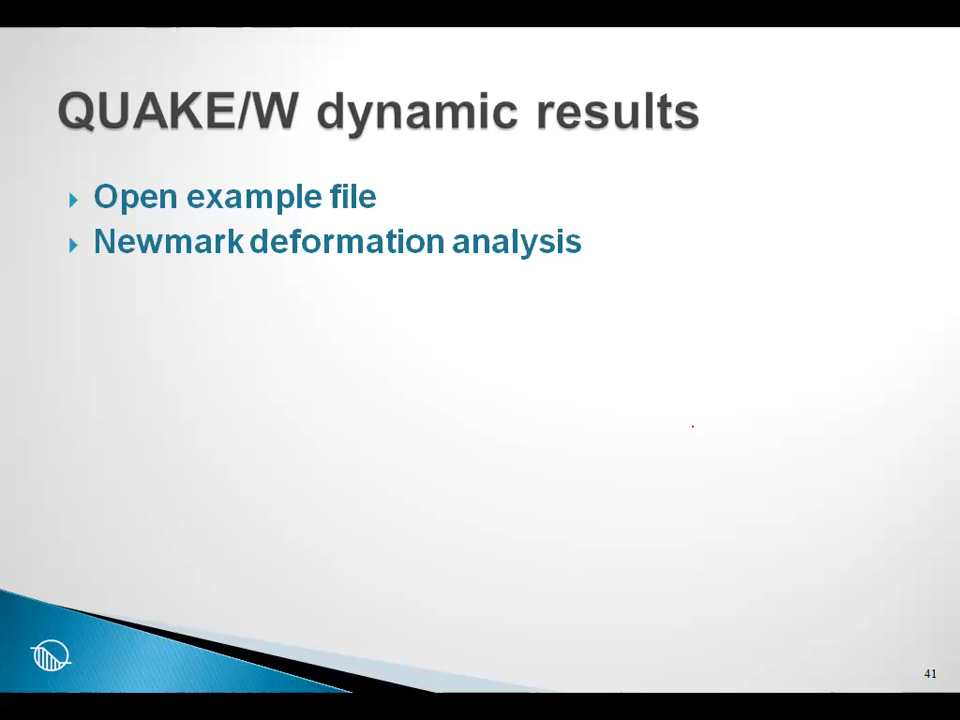 QUAKE/W dynamic results
Open example file
Newmark deformation analysis
41